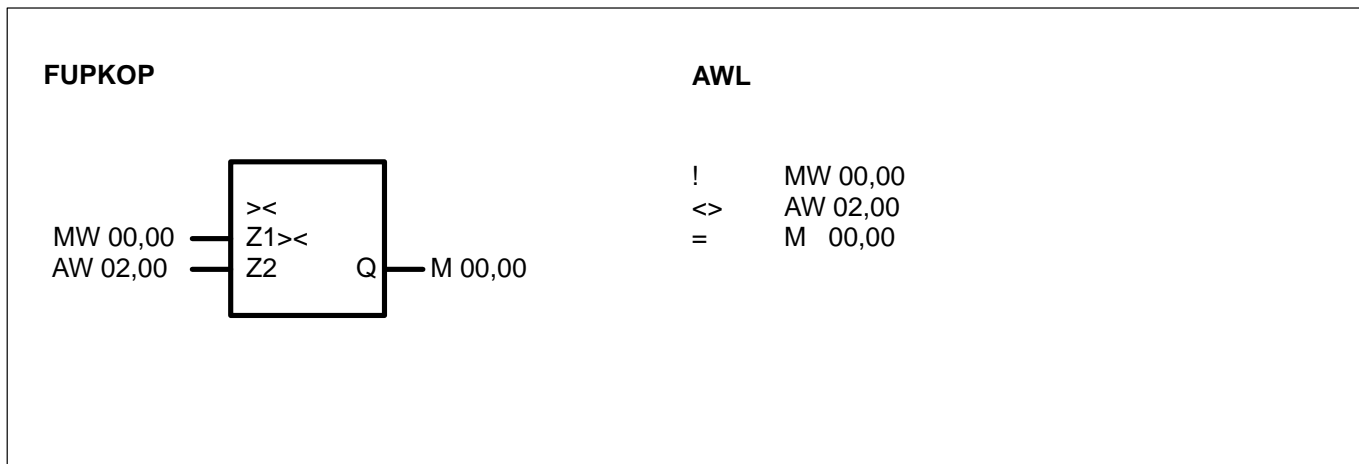 FUPKOP
><
MW 00,00 Z1><
AW 02,00 Z2 Q M 00,00
AWL
! MW 00,00
<> AW 02,00
= M 00,00